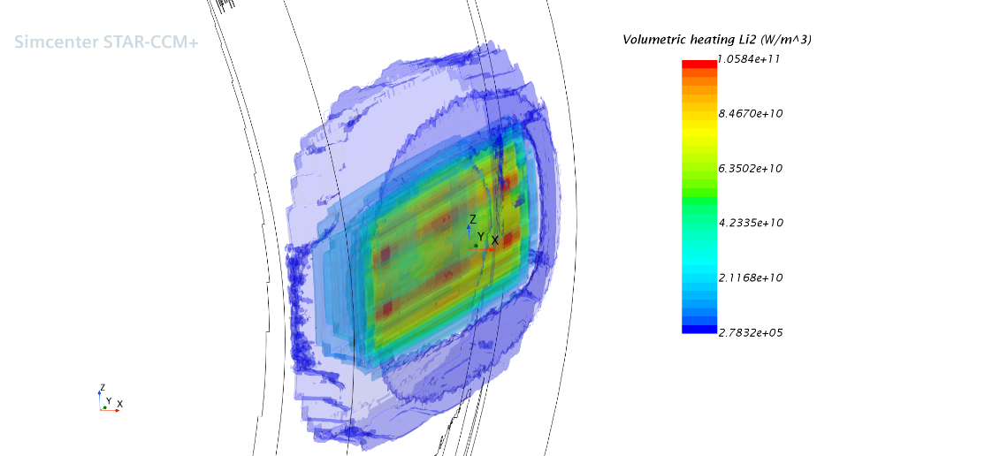 Simcenter STAR-CCM+
Volumetric heating Li2 (W/m^3)
1.0584e+11
8.4670e+10
6.3502e+10
4.2335e+10
2.1168e+10
2.7832e+05
Z
Y X
Z
Y X